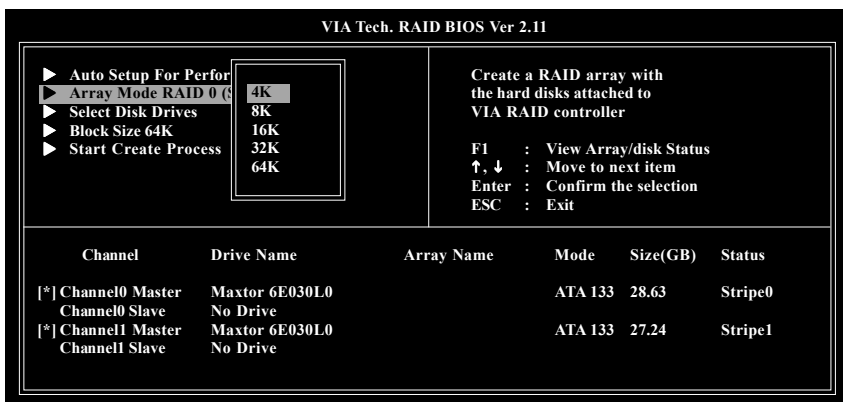 VIA Tech. RAID BIOS Ver 2.11
Auto Setup For Perfor
Array Mode RAID 0 (S
Select Disk Drives
Block Size 64K
Start Create Process
4K
8K
16K
32K
64K
Create a RAID array with
the hard disks attached to
VIA RAID controller
F1 : View Array/disk Status
↑, ↓ : Move to next item
Enter : Confirm the selection
ESC : Exit
Channel Drive Name Array Name Mode Size(GB) Status
[*] Channel0 Master Maxtor 6E030L0 ATA 133 28.63 Stripe0
Channel0 Slave No Drive
[*] Channel1 Master Maxtor 6E030L0 ATA 133 27.24 Stripe1
Channel1 Slave No Drive